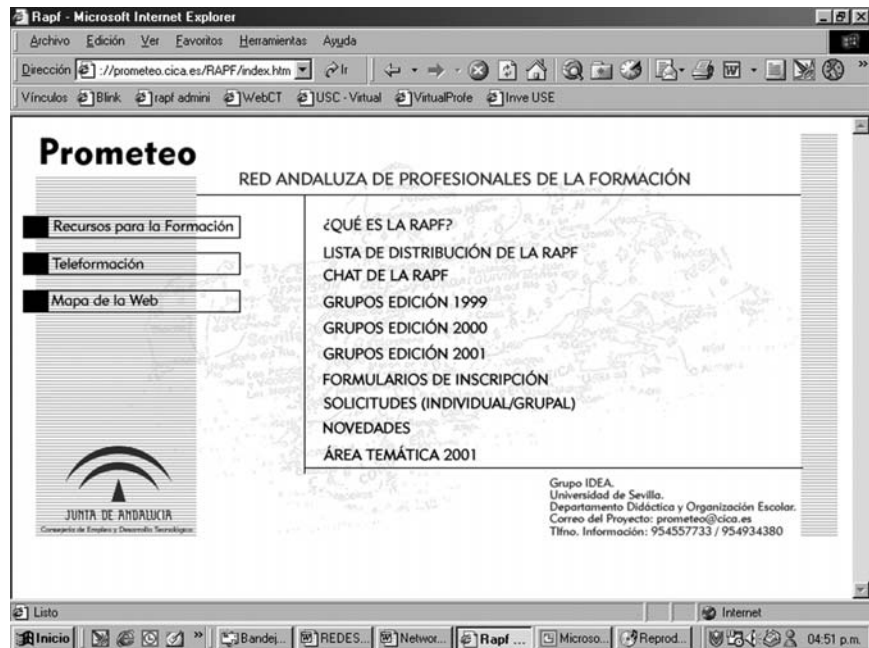 Rapf - Microsoft Internet Explorer
Archivo Edición Ver Favoritos Herramientas Ayuda
Dirección ://prometeo.cica.es/RAPF/index.htm Ir »
Vínculos Blink rapf admini WebCT USC - Virtual VirtualProfe Inve USE
Prometeo
RED ANDALUZA DE PROFESIONALES DE LA FORMACIÓN
Recursos para la Formación
Teleformación
Mapa de la Web
¿QUÉ ES LA RAPF?
LISTA DE DISTRIBUCIÓN DE LA RAPF
CHAT DE LA RAPF
GRUPOS EDICIÓN 1999
GRUPOS EDICIÓN 2000
GRUPOS EDICIÓN 2001
FORMULARIOS DE INSCRIPCIÓN
SOLICITUDES (INDIVIDUAL/GRUPAL)
NOVEDADES
ÁREA TEMÁTICA 2001
JUNTA DE ANDALUCIA
Consejería de Empleo y Desarrollo Tecnológico
Grupo IDEA.
Universidad de Sevilla.
Departamento Didáctica y Organización Escolar.
Correo del Proyecto: prometeo@cica.es
Tlfno. Información: 954557733 / 954934380
Listo Internet
Inicio » Bandej... REDES... Networ... Rapf ... Microso... Reprod... 04:51 p.m.